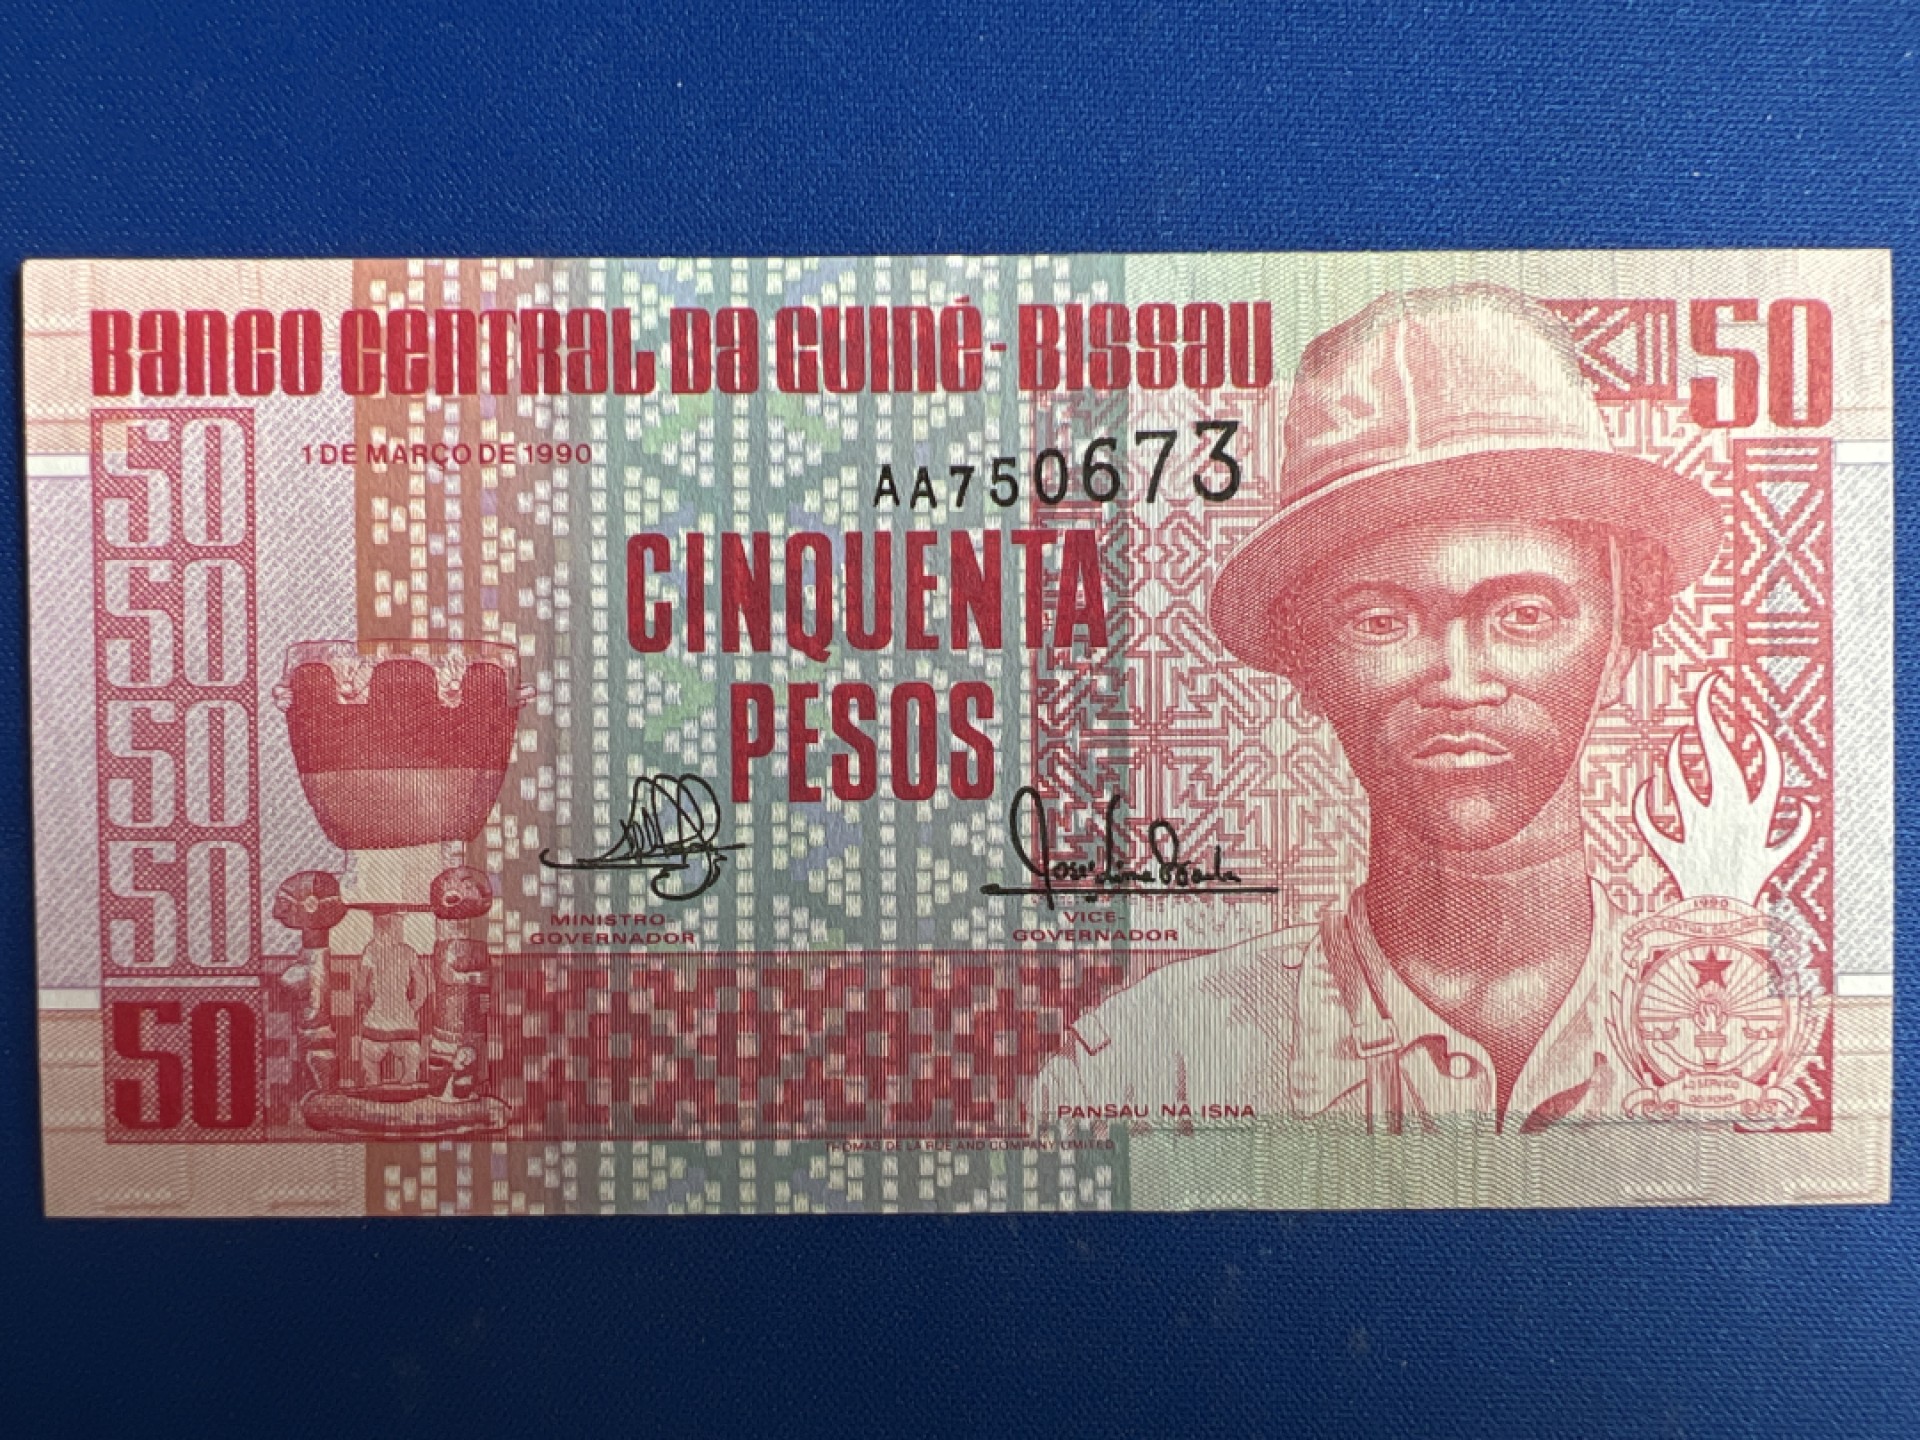 BANCO CENTRAL DA GUINÉ-BISSAU
50
50
1 DE MARÇO DE 1990
AA750673
50
50
50
CINQUENTA
PESOS
MINISTRO-
GOVERNADOR
VICE-
GOVERNADOR
1990
50
PANSAU NA ISNA
THOMAS DE LA RUE AND COMPANY LIMITED